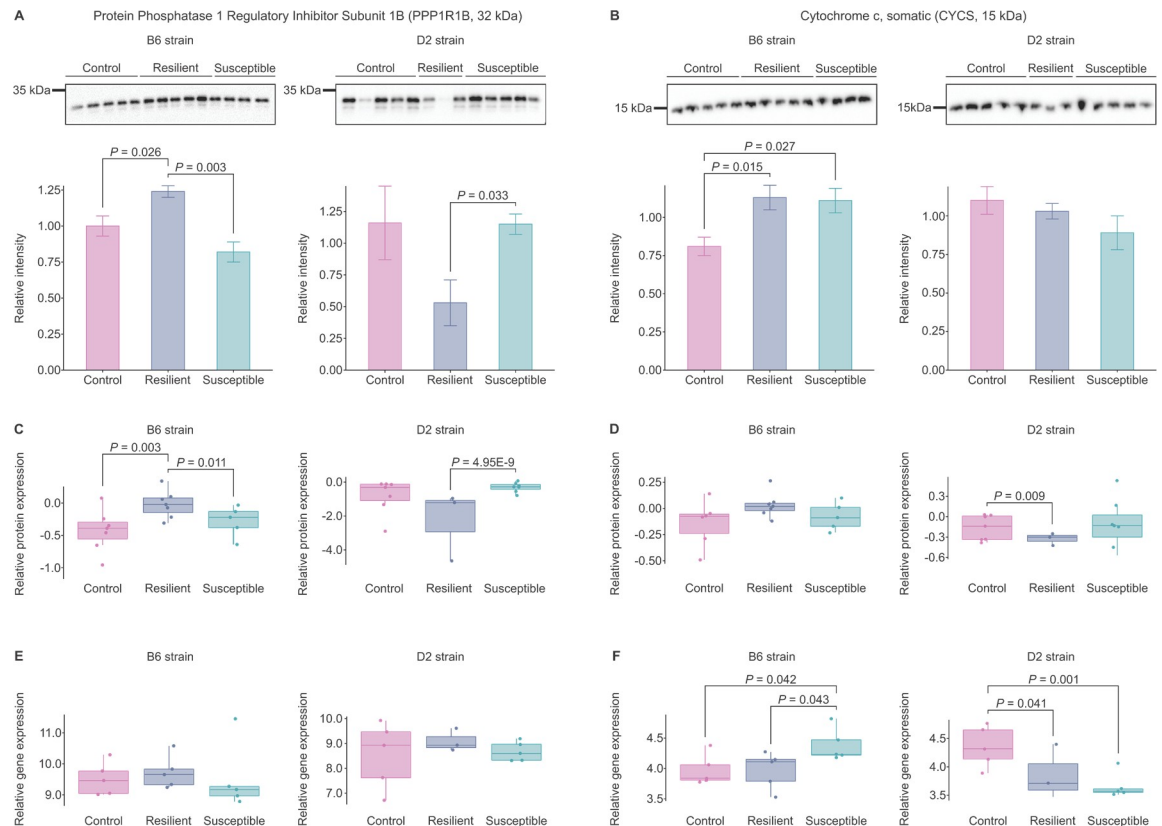 A
Protein Phosphatase 1 Regulatory Inhibitor Subunit 1B (PPP1R1B, 32 kDa)
B6 strain
D2 strain
Control Resilient Susceptible
Control Resilient Susceptible
35 kDa
35 kDa
P = 0.026
P = 0.003
P = 0.033
Relative intensity
1.25
1.00
0.75
0.50
0.25
0.00
Control Resilient Susceptible
Relative intensity
1.25
1.00
0.75
0.50
0.25
0.00
Control Resilient Susceptible
B
Cytochrome c, somatic (CYCS, 15 kDa)
B6 strain
D2 strain
Control Resilient Susceptible
Control Resilient Susceptible
15 kDa
15kDa
P = 0.027
P = 0.015
Relative intensity
1.00
0.75
0.50
0.25
0.00
Control Resilient Susceptible
Relative intensity
1.00
0.75
0.50
0.25
0.00
Control Resilient Susceptible
C
B6 strain
P = 0.003
P = 0.011
Relative protein expression
0.0
-0.5
-1.0
Control Resilient Susceptible
D2 strain
P = 4.95E-9
Relative protein expression
0.0
-2.0
-4.0
Control Resilient Susceptible
D
B6 strain
Relative protein expression
0.25
0.00
-0.25
-0.50
Control Resilient Susceptible
D2 strain
P = 0.009
Relative protein expression
0.3
0.0
-0.3
-0.6
Control Resilient Susceptible
E
B6 strain
Relative gene expression
11.0
10.0
9.0
Control Resilient Susceptible
D2 strain
Relative gene expression
10.0
9.0
8.0
7.0
Control Resilient Susceptible
F
B6 strain
P = 0.042
P = 0.043
Relative gene expression
4.5
4.0
3.5
Control Resilient Susceptible
D2 strain
P = 0.001
P = 0.041
Relative gene expression
4.5
4.0
3.5
Control Resilient Susceptible